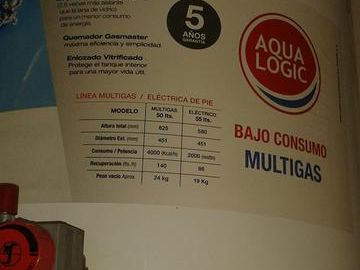 (2,5 veces más aislante
que la lana de vidrio)
para un menor consumo
de energía.
Quemador Gasmaster
máxima eficiencia y simplicidad
Enlozado Vitrificado
Protege el tanque interior
para una mayor vida útil.
5
AÑOS
GARANTÍA
AQUA
LOGIC
BAJO CONSUMO
MULTIGAS
LÍNEA MULTIGAS / ELÉCTRICA DE PIE
MODELO MULTIGAS 50 lts. ELÉCTRICO 55 lts.
Altura total (mm) 825 580
Diámetro Ext. (mm) 451 451
Consumo / Potencia 4000 (Kcal/h) 2000 (watts)
Recuperación (lts./h) 140 86
Peso vacío Aprox. 24 kg 19 Kg